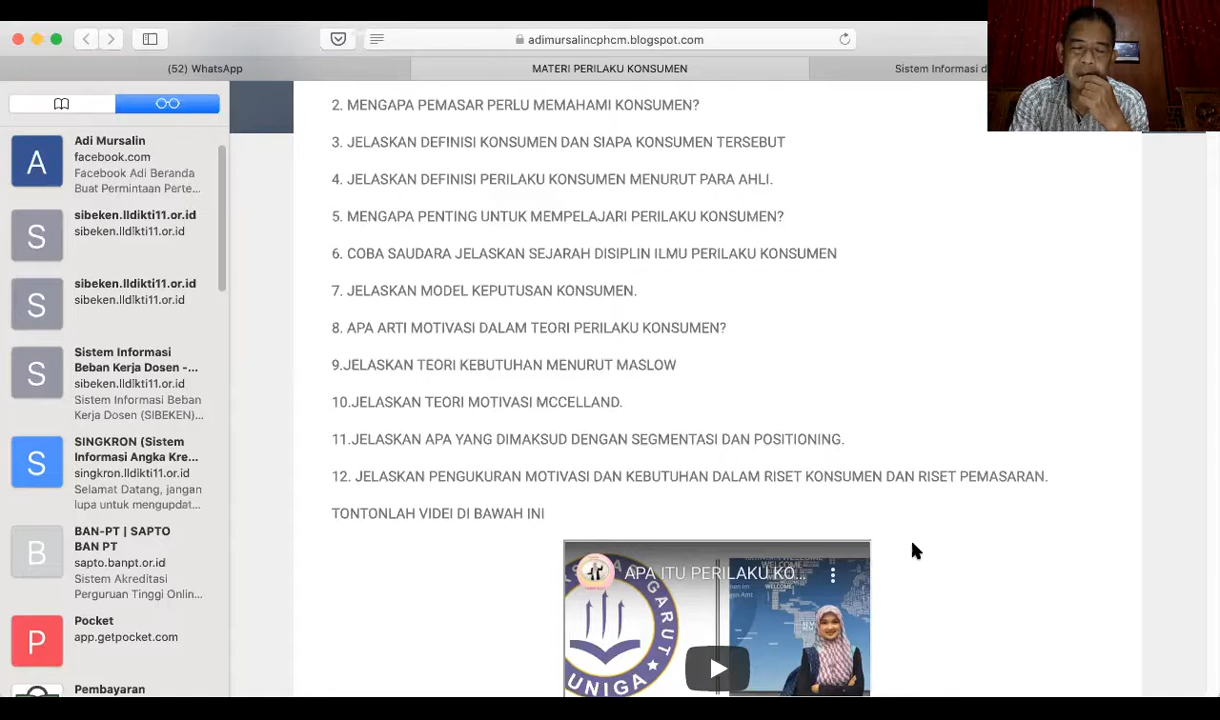 adimursalincphcm.blogspot.com
(52) WhatsApp
MATERI PERILAKU KONSUMEN
Sistem Informasi d
Adi Mursalin
facebook.com
Facebook Adi Beranda
Buat Permintaan Perte...
sibeken.lldikti11.or.id
sibeken.lldikti11.or.id
sibeken.lldikti11.or.id
sibeken.lldikti11.or.id
Sistem Informasi
Beban Kerja Dosen -...
sibeken.lldikti11.or.id
Sistem Informasi Beban
Kerja Dosen (SIBEKEN)...
SINGKRON (Sistem
Informasi Angka Kre...
singkron.lldikti11.or.id
Selamat Datang, jangan
lupa untuk mengupdat...
BAN-PT | SAPTO
BAN PT
sapto.banpt.or.id
Sistem Akreditasi
Perguruan Tinggi Onlin...
Pocket
app.getpocket.com
Pembayaran
A
S
S
S
S
B
P
2. MENGAPA PEMASAR PERLU MEMAHAMI KONSUMEN?
3. JELASKAN DEFINISI KONSUMEN DAN SIAPA KONSUMEN TERSEBUT
4. JELASKAN DEFINISI PERILAKU KONSUMEN MENURUT PARA AHLI.
5. MENGAPA PENTING UNTUK MEMPELAJARI PERILAKU KONSUMEN?
6. COBA SAUDARA JELASKAN SEJARAH DISIPLIN ILMU PERILAKU KONSUMEN
7. JELASKAN MODEL KEPUTUSAN KONSUMEN.
8. APA ARTI MOTIVASI DALAM TEORI PERILAKU KONSUMEN?
9.JELASKAN TEORI KEBUTUHAN MENURUT MASLOW
10.JELASKAN TEORI MOTIVASI MCCELLAND.
11.JELASKAN APA YANG DIMAKSUD DENGAN SEGMENTASI DAN POSITIONING.
12. JELASKAN PENGUKURAN MOTIVASI DAN KEBUTUHAN DALAM RISET KONSUMEN DAN RISET PEMASARAN.
TONTONLAH VIDEI DI BAWAH INI
APA ITU PERILAKU KO...
GARUT
UNIGA
WELCOME